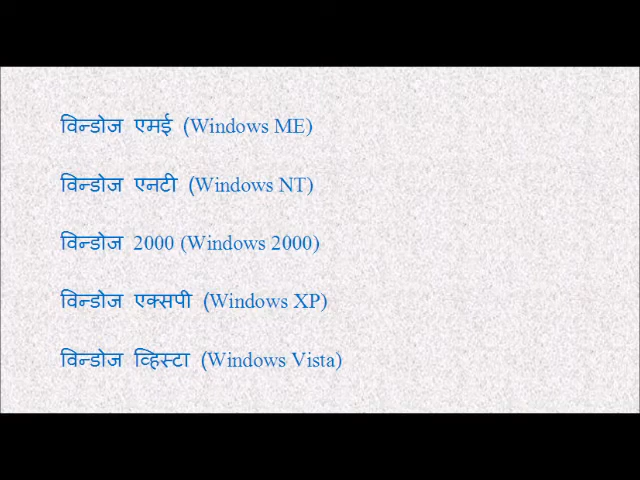 विन्डोज एमई (Windows ME)
विन्डोज एनटी (Windows NT)
विन्डोज 2000 (Windows 2000)
विन्डोज एक्सपी (Windows XP)
विन्डोज व्हिस्टा (Windows Vista)